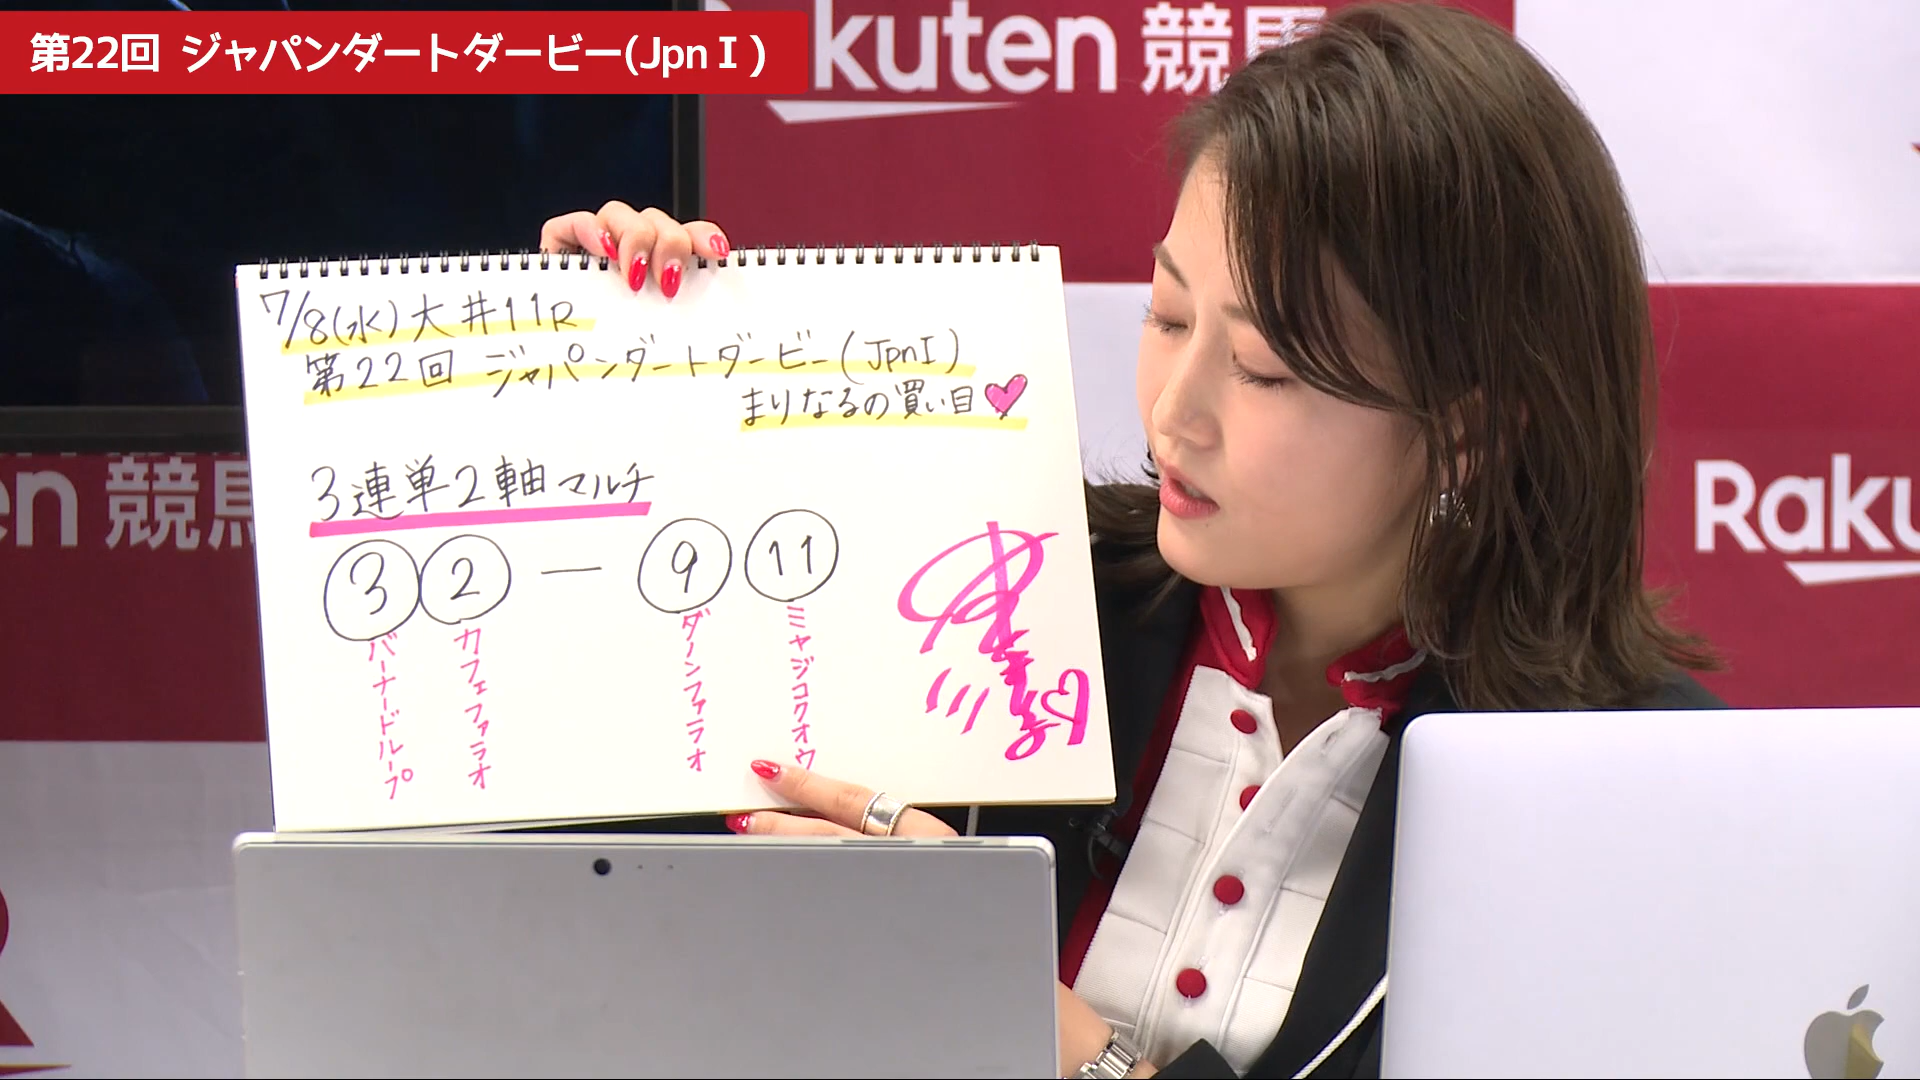 第22回 ジャパンダートダービー(JpnⅠ)
kuten 競馬
en 競馬
Raku
7/8(水)大井11R
第22回 ジャパンダートダービー(JpnI)
まりなるの買い目
3連単2軸マルチ
3 2 ー 9 11
バーナードループ
カフェファラオ
ダノンファラオ
ミヤジコクオウ